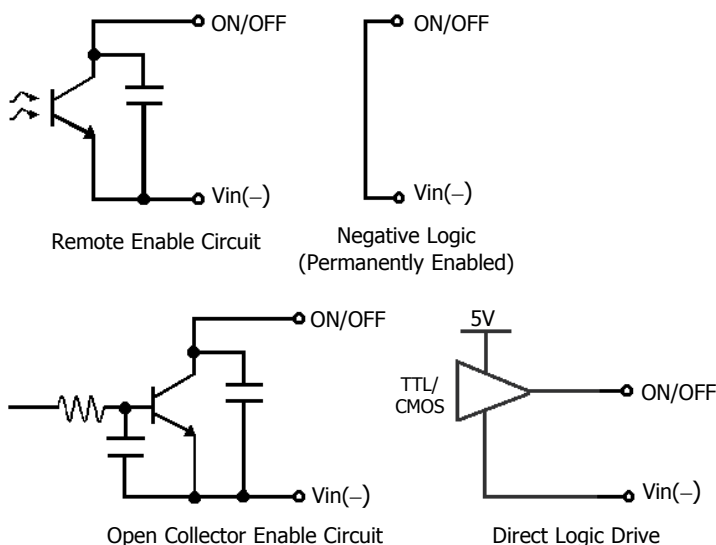 ON/OFF
Vin(–)
Remote Enable Circuit
ON/OFF
Vin(–)
Negative Logic
(Permanently Enabled)
ON/OFF
Vin(–)
Open Collector Enable Circuit
5V
TTL/
CMOS
ON/OFF
Vin(–)
Direct Logic Drive